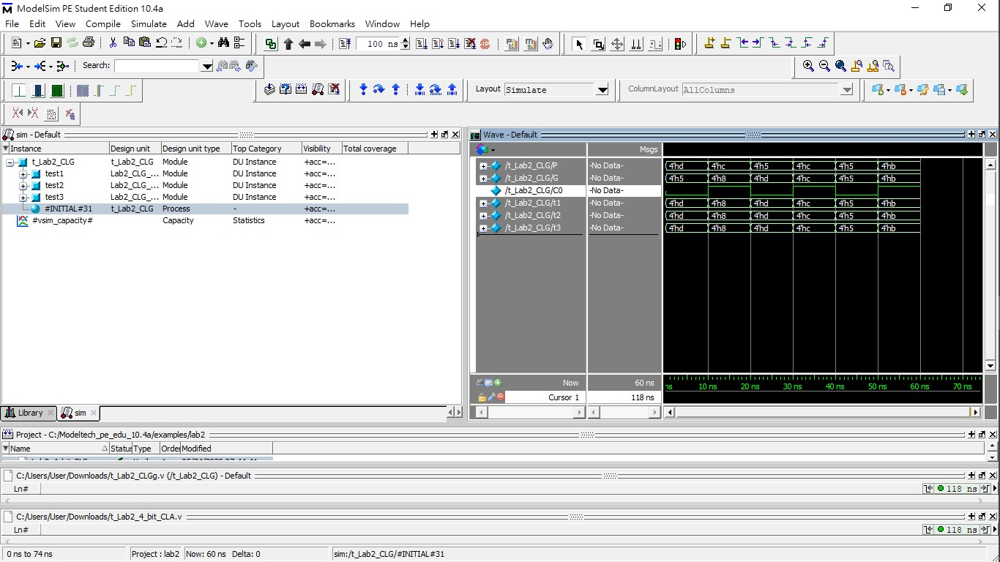 ModelSim PE Student Edition 10.4a
File Edit View Compile Simulate Add Wave Tools Layout Bookmarks Window Help
100 ns
Search:
Layout Simulate ColumnLayout AllColumns
sim - Default
Instance Design unit Design unit type Top Category Visibility Total coverage
t_Lab2_CLG t_Lab2_CLG Module DU Instance +acc=...
test1 Lab2_CLG_... Module DU Instance +acc=...
test2 Lab2_CLG_... Module DU Instance +acc=...
test3 Lab2_CLG_... Module DU Instance +acc=...
#INITIAL#31 t_Lab2_CLG Process - +acc=...
#vsim_capacity# Capacity Statistics +acc=...
Library sim
Wave - Default
Msgs
/t_Lab2_CLG/P -No Data- 4'hd 4'hc 4'h5 4'hc 4'h5 4'hb
/t_Lab2_CLG/G -No Data- 4'h5 4'h8 4'hd 4'hc 4'h5 4'hb
/t_Lab2_CLG/C0 -No Data-
/t_Lab2_CLG/t1 -No Data- 4'hd 4'h8 4'hd 4'hc 4'h5 4'hb
/t_Lab2_CLG/t2 -No Data- 4'hd 4'h8 4'hd 4'hc 4'h5 4'hb
/t_Lab2_CLG/t3 -No Data- 4'hd 4'h8 4'hd 4'hc 4'h5 4'hb
Now 60 ns ns 10 ns 20 ns 30 ns 40 ns 50 ns 60 ns 70 ns
Cursor 1 118 ns
Project - C:/Modeltech_pe_edu_10.4a/examples/lab2
Name Status Type Order Modified
C:/Users/User/Downloads/t_Lab2_CLGg.v (/t_Lab2_CLG) - Default
Ln# 118 ns
C:/Users/User/Downloads/t_Lab2_4_bit_CLA.v
Ln# 118 ns
0 ns to 74 ns Project : lab2 Now: 60 ns Delta: 0 sim:/t_Lab2_CLG/#INITIAL#31